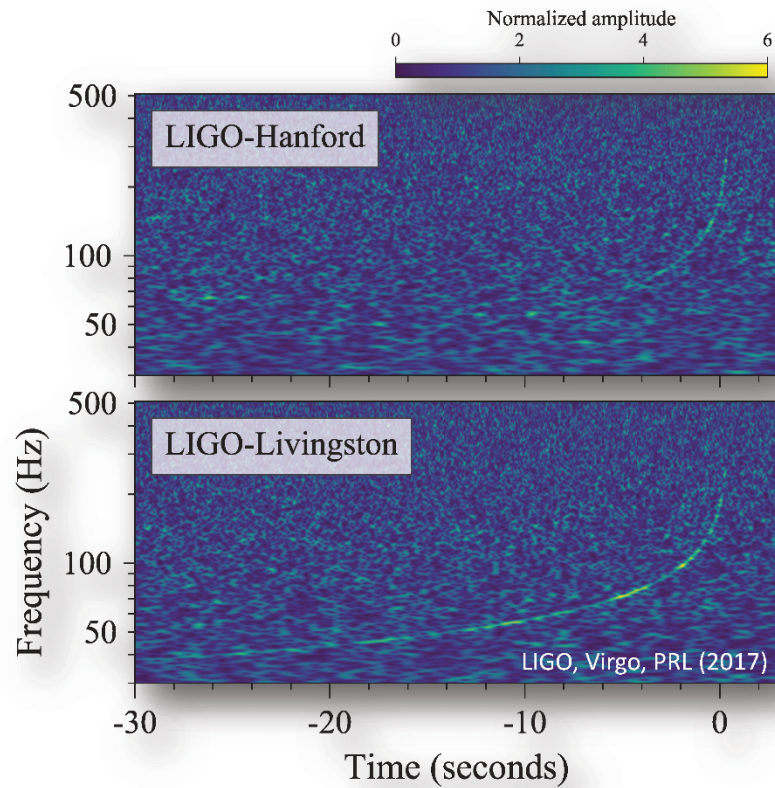 Normalized amplitude
0 2 4 6
500
LIGO-Hanford
100
50
500
LIGO-Livingston
100
50
LIGO, Virgo, PRL (2017)
Frequency (Hz)
-30 -20 -10 0
Time (seconds)